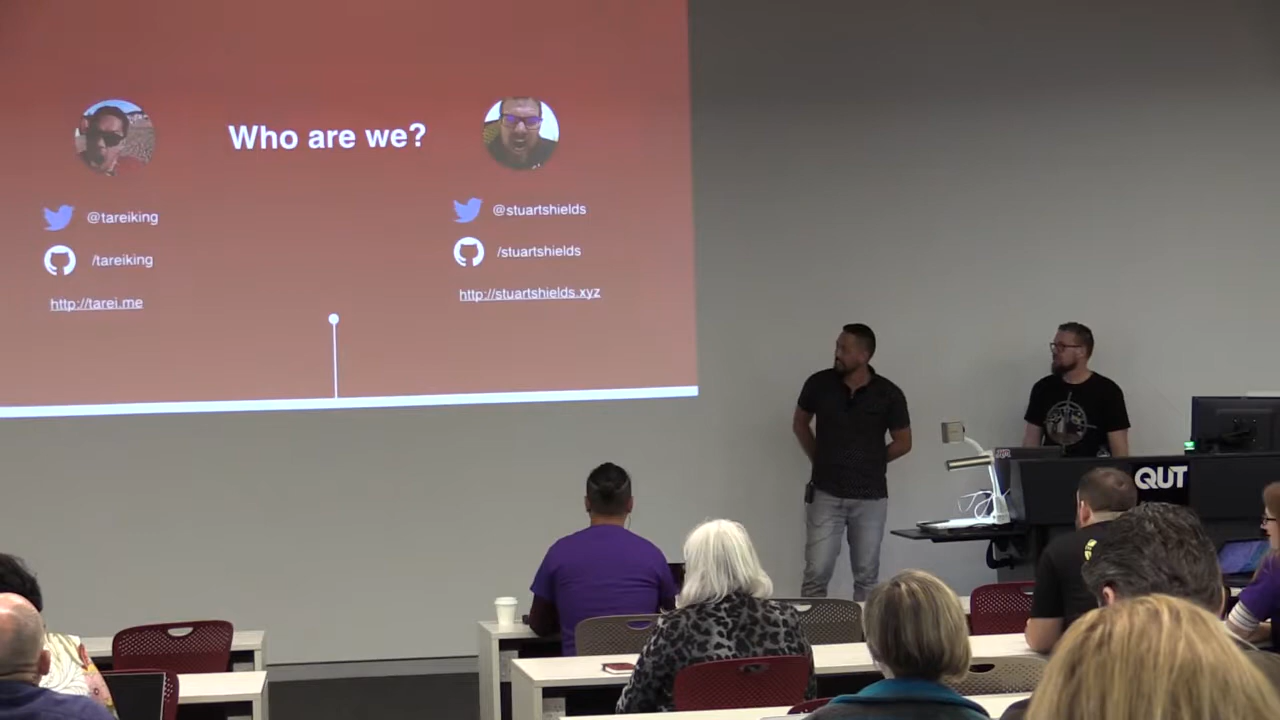 Who are we?
@tareiking
/tareiking
http://tarei.me
@stuartshields
/stuartshields
http://stuartshields.xyz
QUT